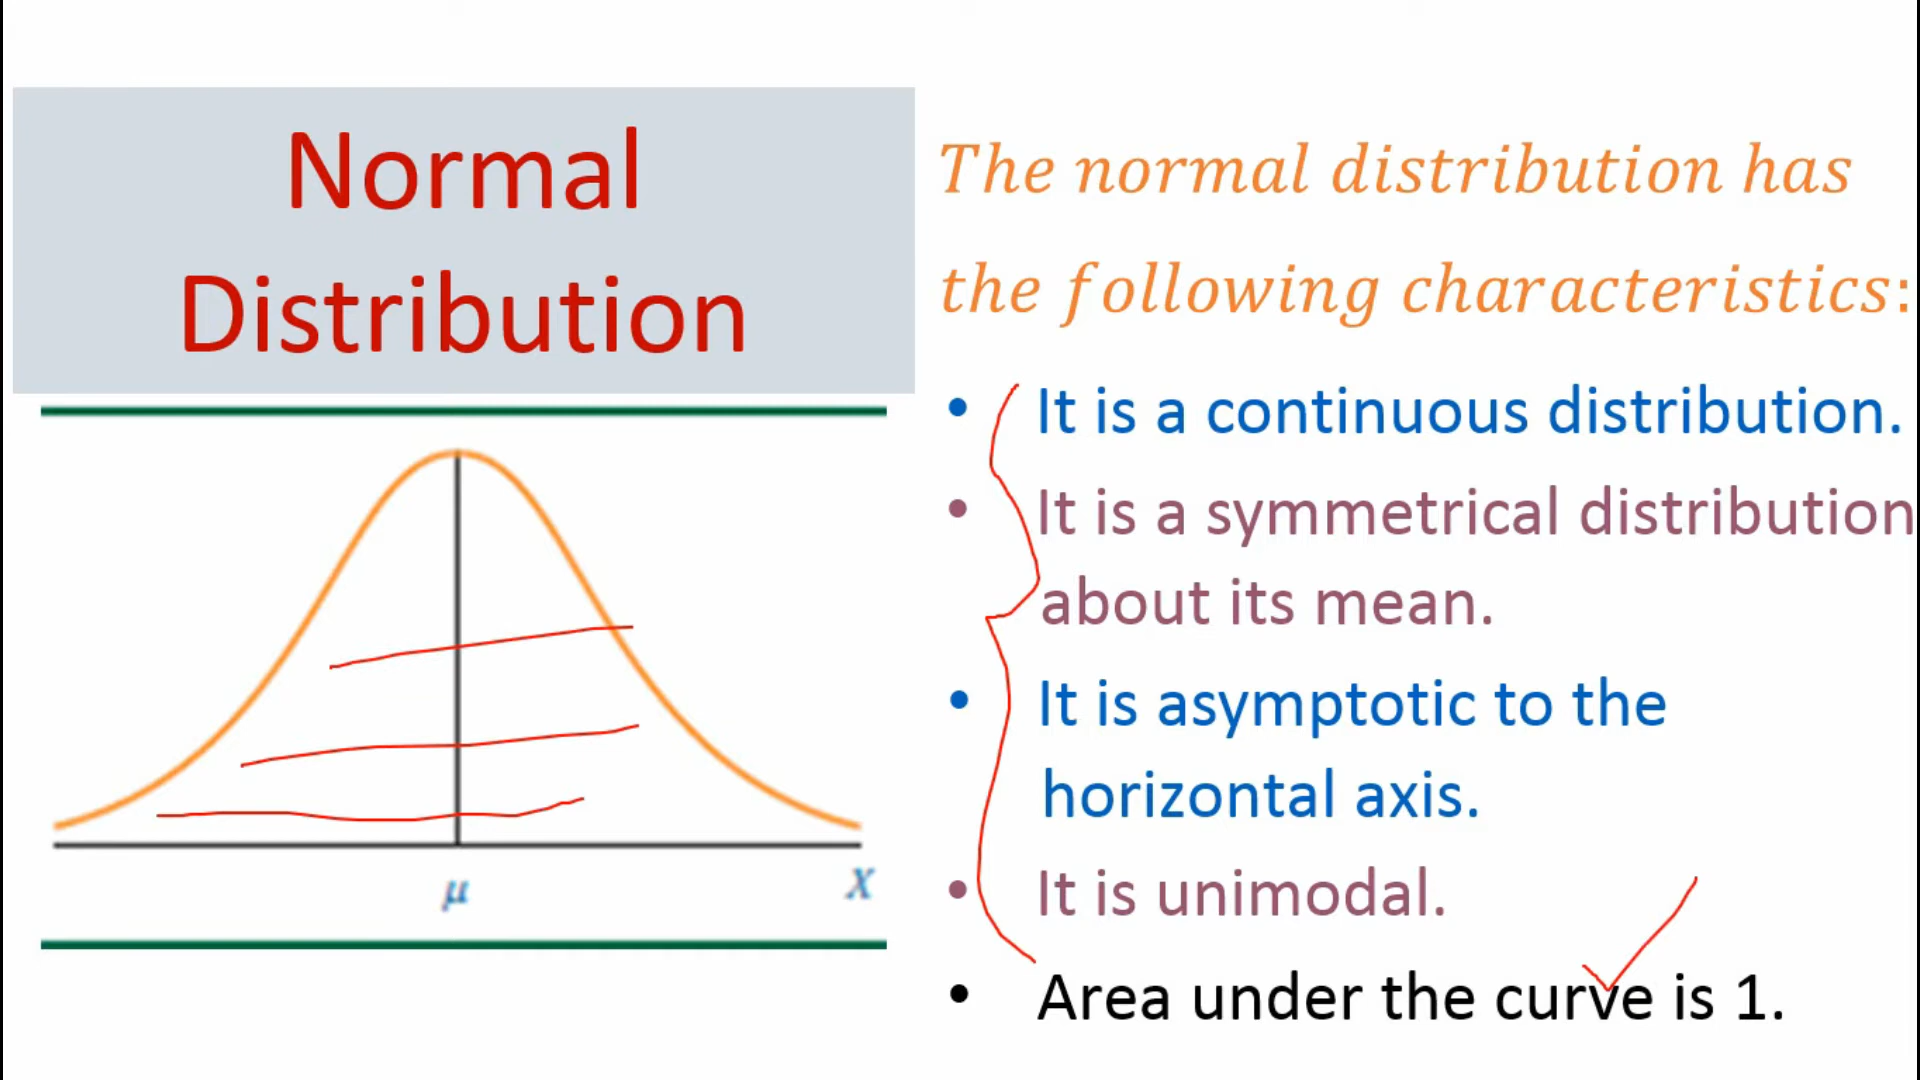 Normal
Distribution
μ
X
The normal distribution has
the following characteristics:
• It is a continuous distribution.
• It is a symmetrical distribution
about its mean.
• It is asymptotic to the
horizontal axis.
• It is unimodal.
• Area under the curve is 1.